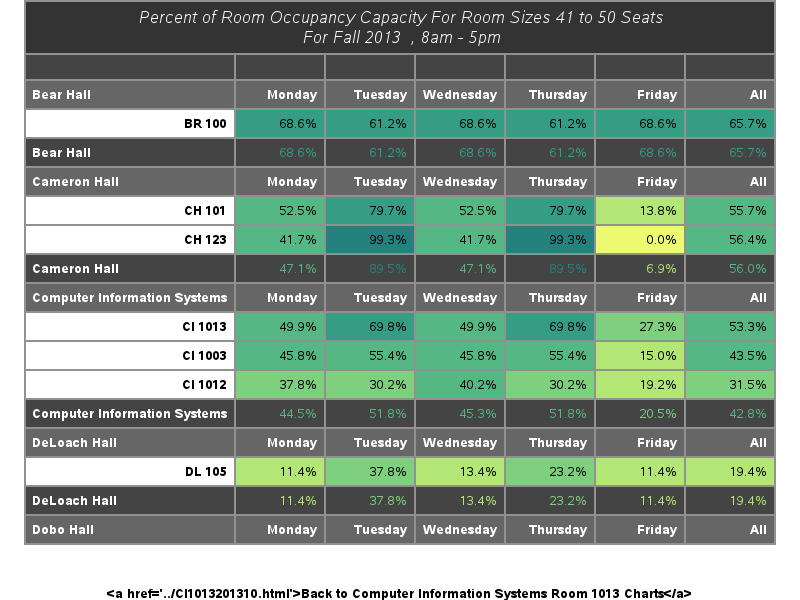 Percent of Room Occupancy Capacity For Room Sizes 41 to 50 Seats
For Fall 2013 , 8am - 5pm
Bear Hall Monday Tuesday Wednesday Thursday Friday All
BR 100 68.6% 61.2% 68.6% 61.2% 68.6% 65.7%
Bear Hall 68.6% 61.2% 68.6% 61.2% 68.6% 65.7%
Cameron Hall Monday Tuesday Wednesday Thursday Friday All
CH 101 52.5% 79.7% 52.5% 79.7% 13.8% 55.7%
CH 123 41.7% 99.3% 41.7% 99.3% 0.0% 56.4%
Cameron Hall 47.1% 89.5% 47.1% 89.5% 6.9% 56.0%
Computer Information Systems Monday Tuesday Wednesday Thursday Friday All
CI 1013 49.9% 69.8% 49.9% 69.8% 27.3% 53.3%
CI 1003 45.8% 55.4% 45.8% 55.4% 15.0% 43.5%
CI 1012 37.8% 30.2% 40.2% 30.2% 19.2% 31.5%
Computer Information Systems 44.5% 51.8% 45.3% 51.8% 20.5% 42.8%
DeLoach Hall Monday Tuesday Wednesday Thursday Friday All
DL 105 11.4% 37.8% 13.4% 23.2% 11.4% 19.4%
DeLoach Hall 11.4% 37.8% 13.4% 23.2% 11.4% 19.4%
Dobo Hall Monday Tuesday Wednesday Thursday Friday All
&lt;a href='../CI1013201310.html'&gt;Back to Computer Information Systems Room 1013 Charts&lt;/a&gt;